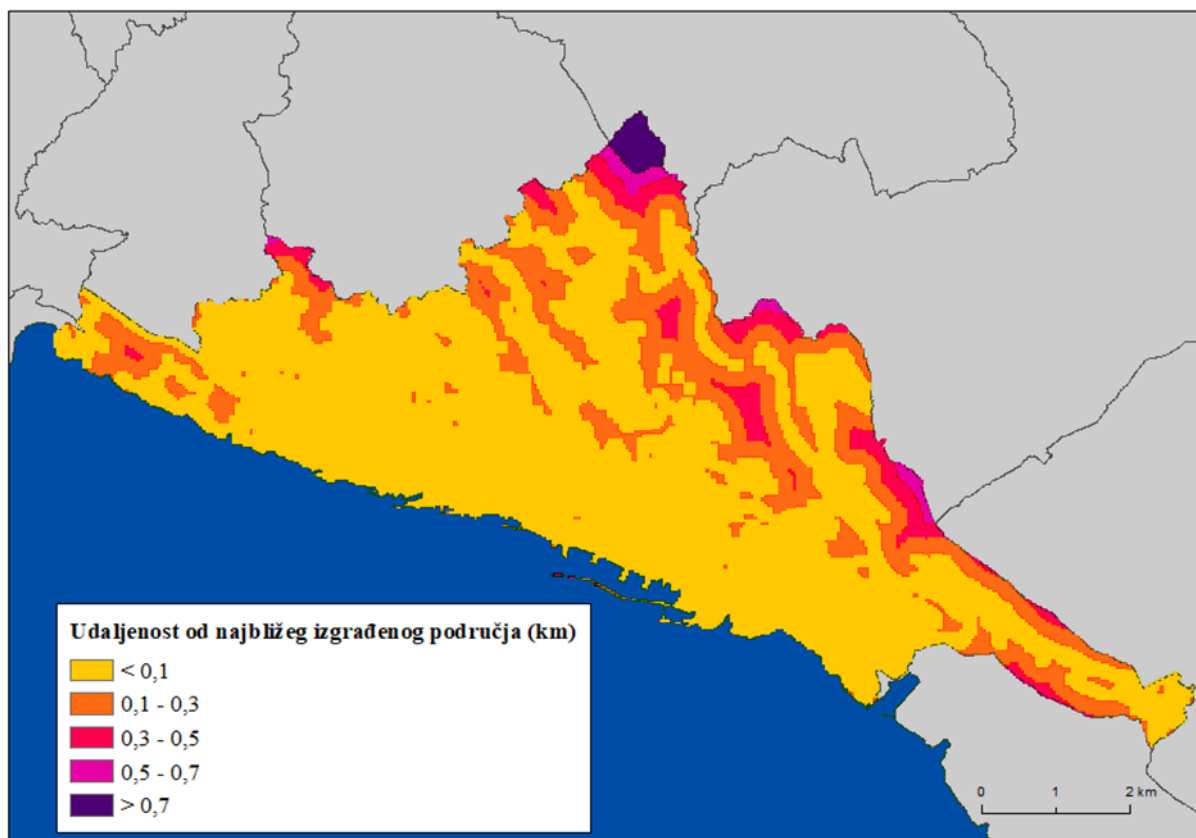 Udaljenost od najbližeg izgrađenog područja (km)
< 0,1
0,1 - 0,3
0,3 - 0,5
0,5 - 0,7
> 0,7
0 1 2 km